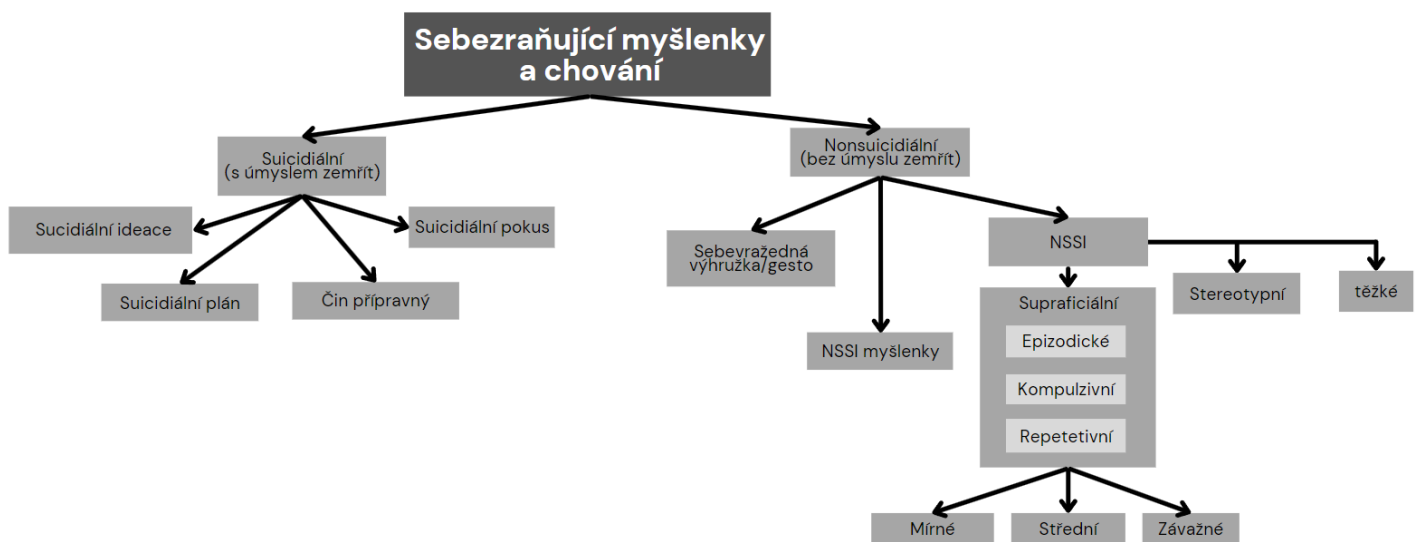 Sebezraňující myšlenky
a chování
Suicidiální
(s úmyslem zemřít)
Nonsuicidiální
(bez úmyslu zemřít)
Sucidiální ideace
Suicidiální pokus
Suicidiální plán
Čin přípravný
Sebevražedná
výhružka/gesto
NSSI
NSSI myšlenky
Supraficiální
Epizodické
Kompulzivní
Repetetivní
Stereotypní
těžké
Mírné
Střední
Závažné